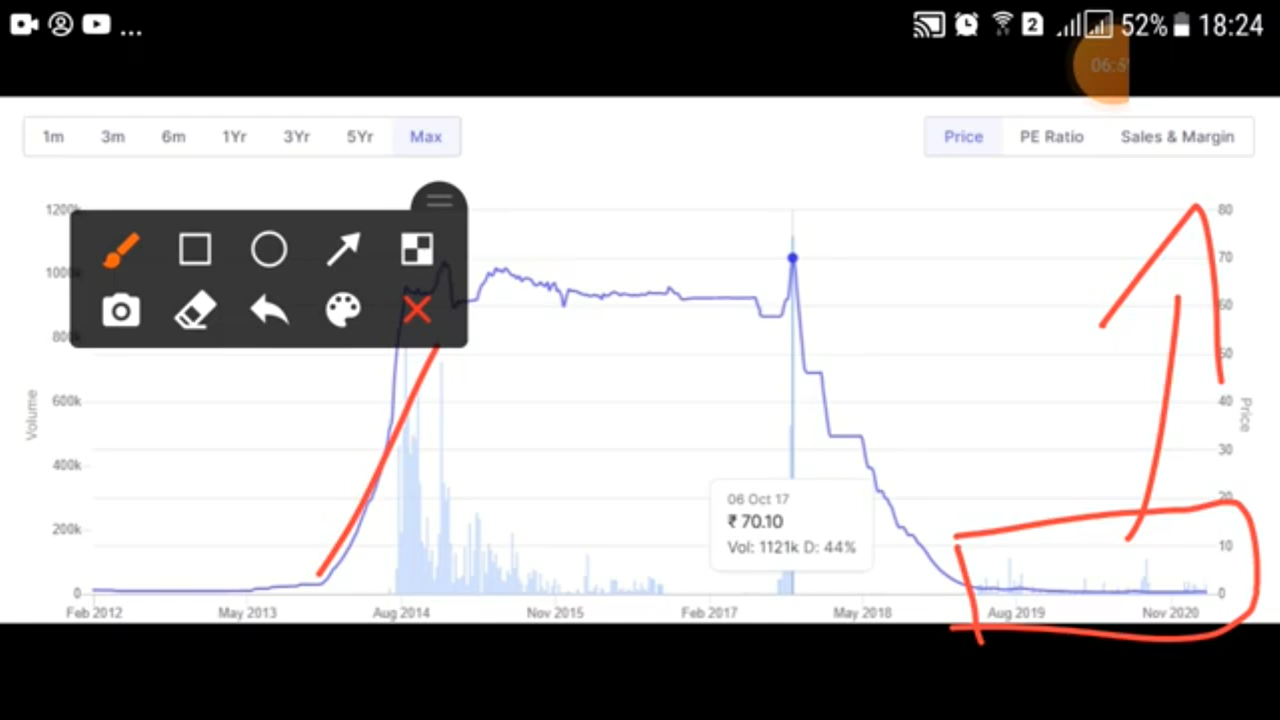 ... 2 52% 18:24
06:
1m 3m 6m 1Yr 3Yr 5Yr Max Price PE Ratio Sales & Margin
1200k 80
70
1000k
60
800k
50
Volume 600k 40 Price
400k 30
20
200k 10
0 0
06 Oct 17
₹ 70.10
Vol: 1121k D: 44%
Feb 2012 May 2013 Aug 2014 Nov 2015 Feb 2017 May 2018 Aug 2019 Nov 2020